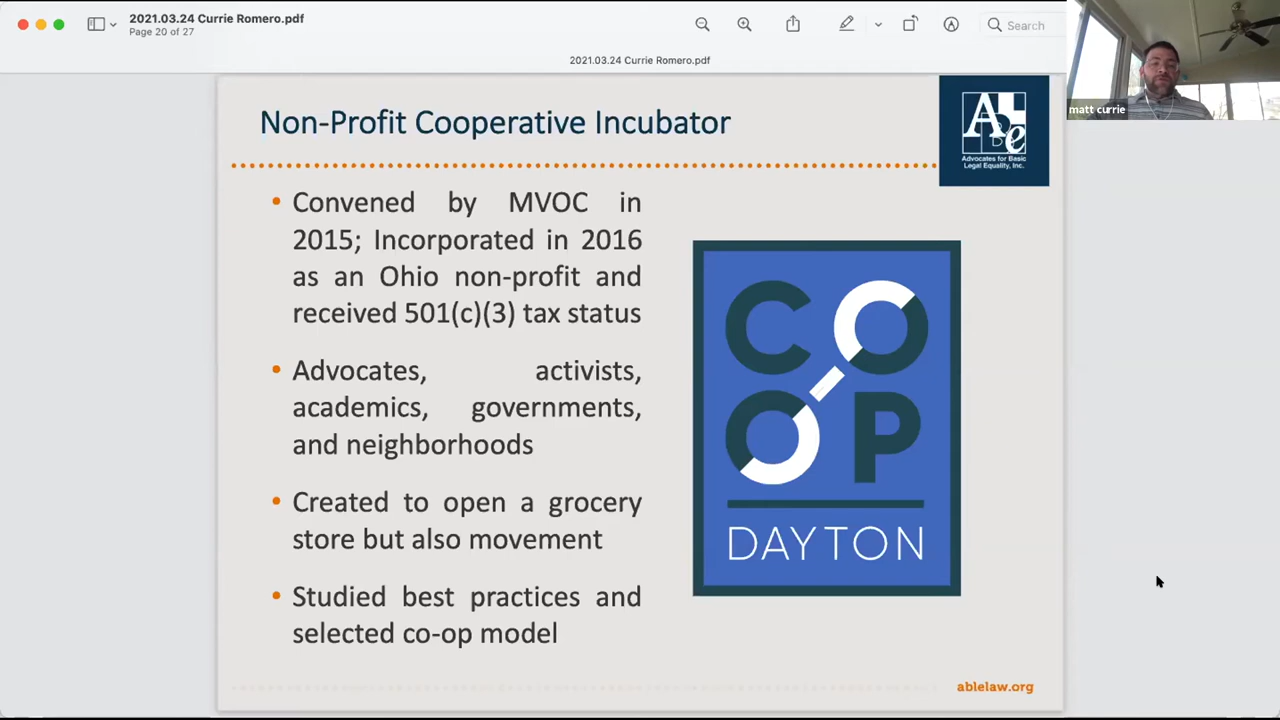 2021.03.24 Currie Romero.pdf
Page 20 of 27
Search
2021.03.24 Currie Romero.pdf
matt currie
Non-Profit Cooperative Incubator
Advocates for Basic
Legal Equality, Inc.
• Convened by MVOC in
2015; Incorporated in 2016
as an Ohio non-profit and
received 501(c)(3) tax status
• Advocates, activists,
academics, governments,
and neighborhoods
• Created to open a grocery
store but also movement
• Studied best practices and
selected co-op model
CO
OP
DAYTON
ablelaw.org